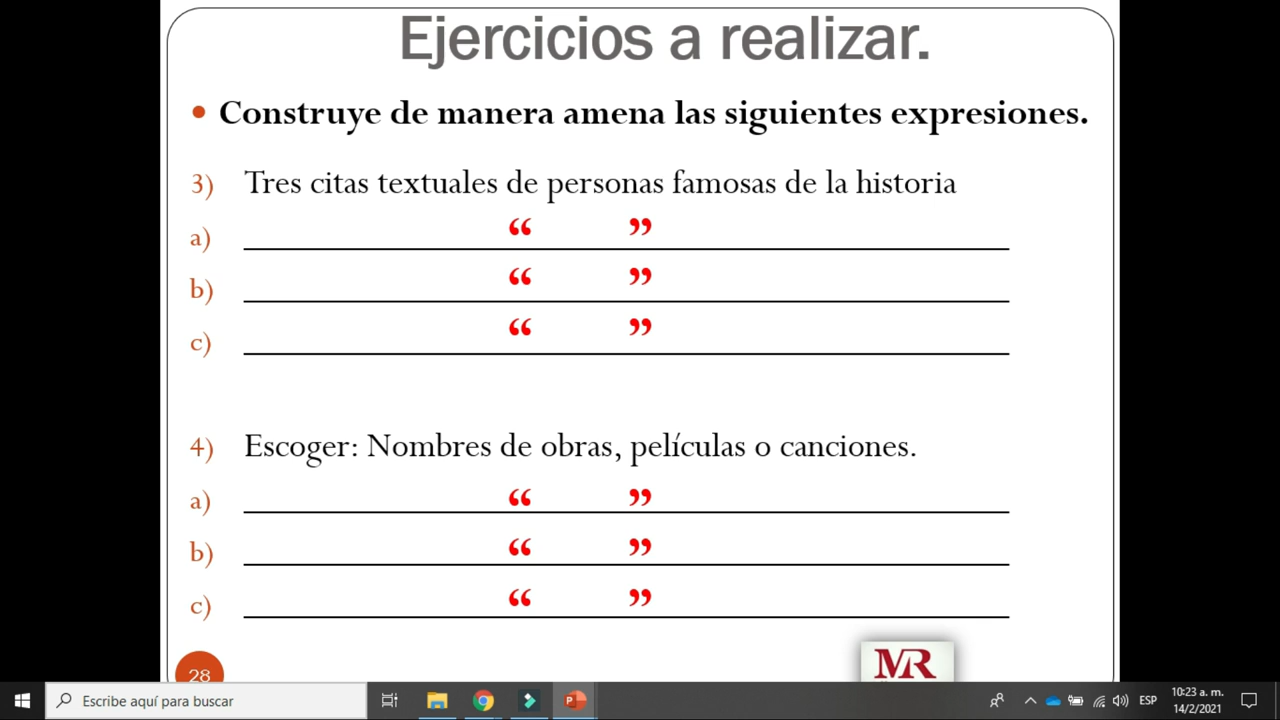 Ejercicios a realizar.
• Construye de manera amena las siguientes expresiones.
3) Tres citas textuales de personas famosas de la historia
a) “ ”
b) “ ”
c) “ ”
4) Escoger: Nombres de obras, películas o canciones.
a) “ ”
b) “ ”
c) “ ”
28
MR
Escribe aquí para buscar
ESP
10:23 a. m.
14/2/2021